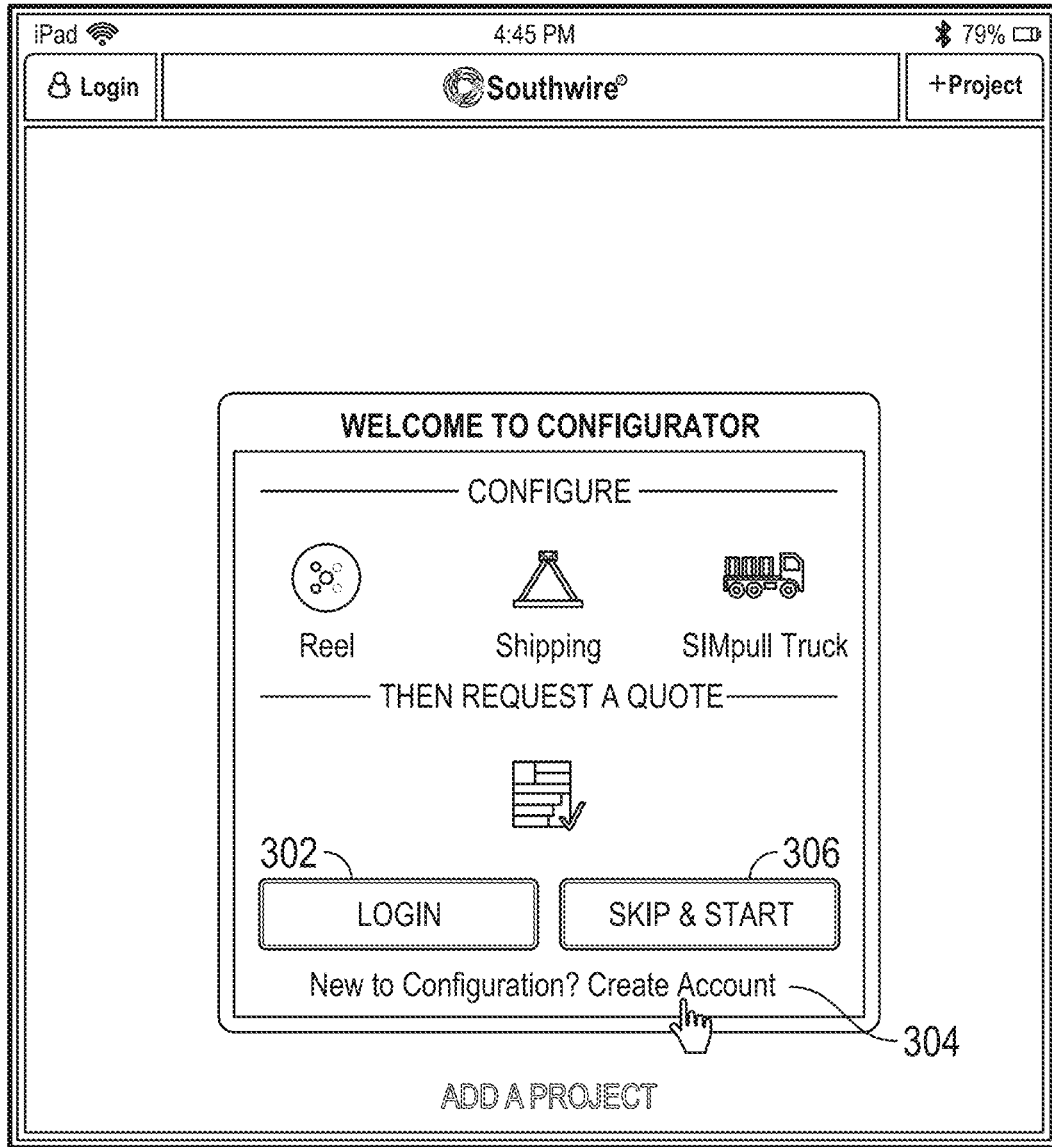 iPad 4:45 PM 79%
Login Southwire® +Project
WELCOME TO CONFIGURATOR
CONFIGURE
Reel Shipping SIMpull Truck
THEN REQUEST A QUOTE
302 306
LOGIN SKIP & START
New to Configuration? Create Account
304
ADD A PROJECT